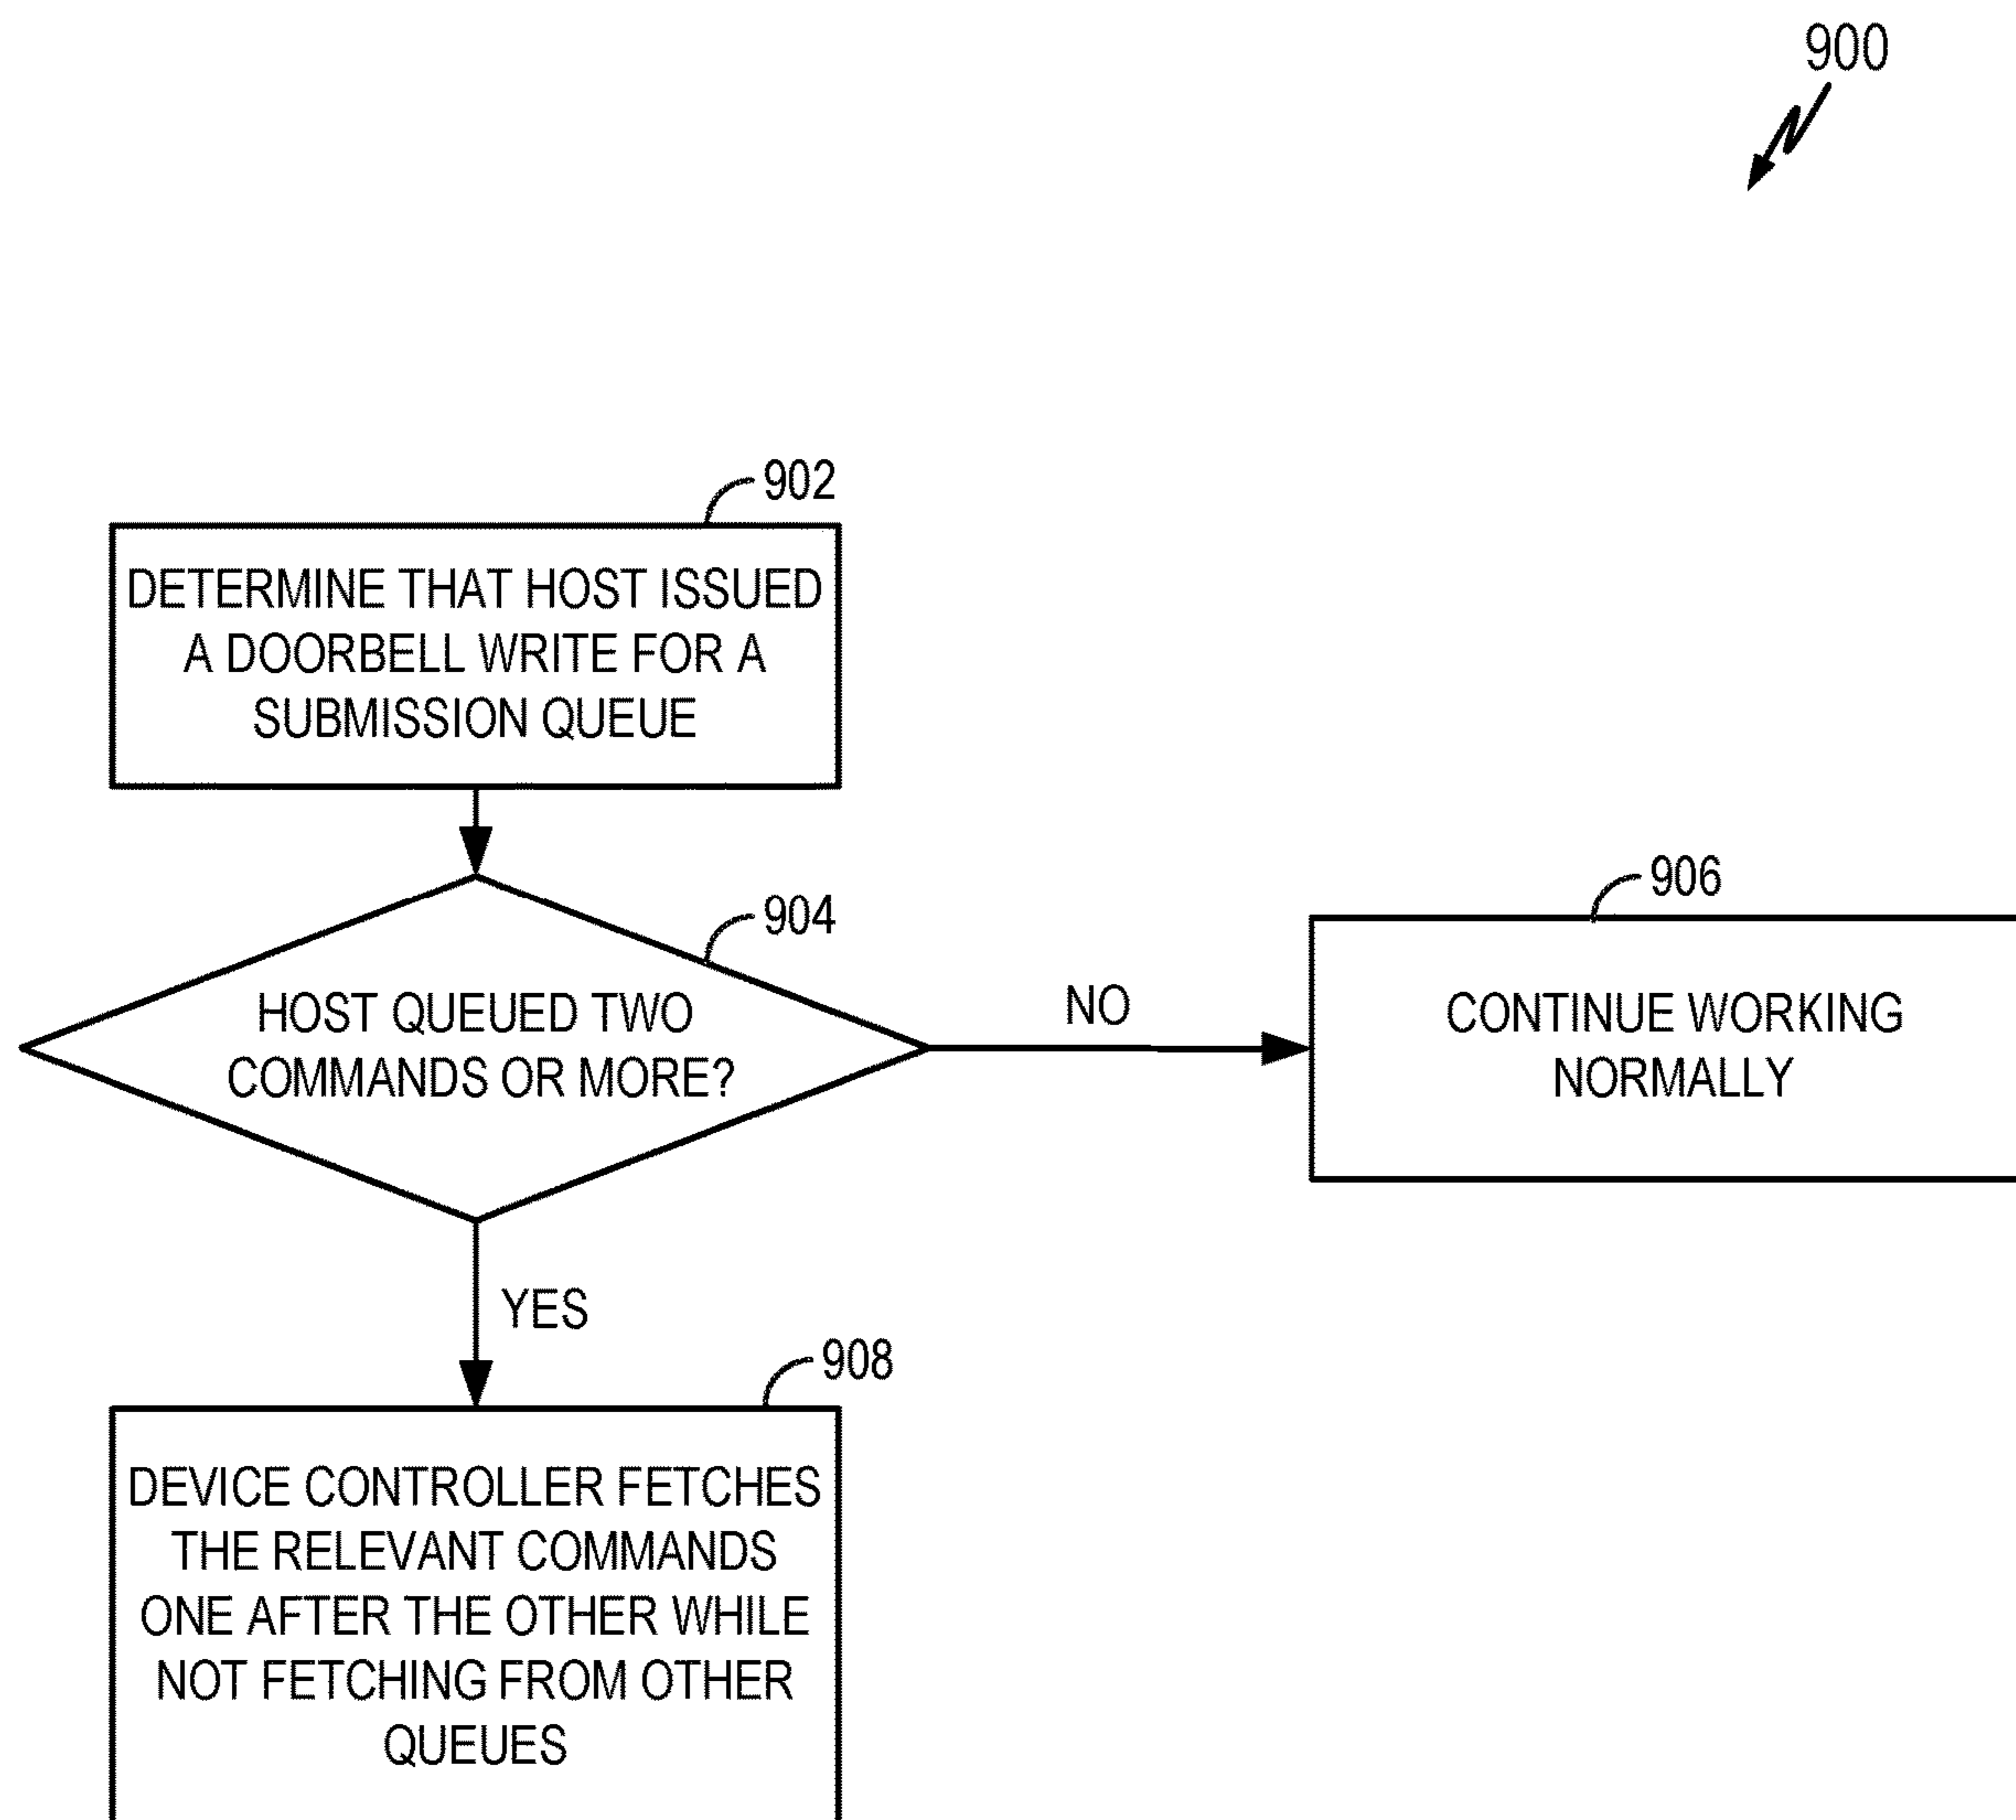 900
902
DETERMINE THAT HOST ISSUED
A DOORBELL WRITE FOR A
SUBMISSION QUEUE
904
HOST QUEUED TWO
COMMANDS OR MORE?
NO
906
CONTINUE WORKING
NORMALLY
YES
908
DEVICE CONTROLLER FETCHES
THE RELEVANT COMMANDS
ONE AFTER THE OTHER WHILE
NOT FETCHING FROM OTHER
QUEUES